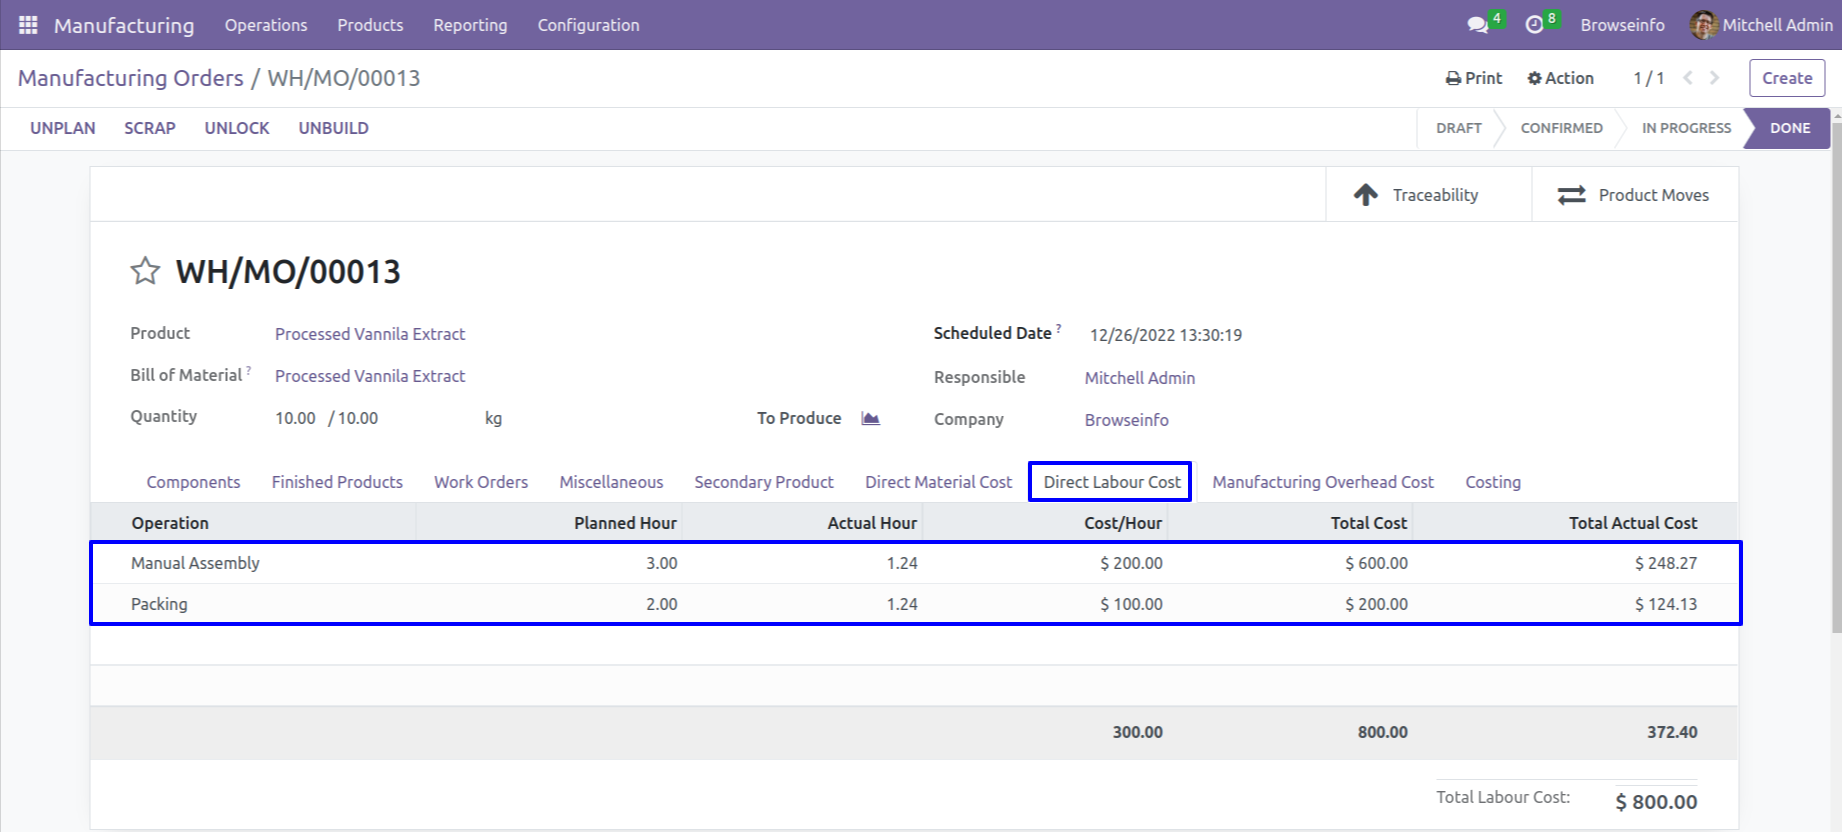 Manufacturing Operations Products Reporting Configuration 4 8 Browseinfo Mitchell Admin
Manufacturing Orders / WH/MO/00013 Print Action 1 / 1 Create
UNPLAN SCRAP UNLOCK UNBUILD DRAFT CONFIRMED IN PROGRESS DONE
Traceability Product Moves
WH/MO/00013
Product Processed Vannila Extract Scheduled Date ? 12/26/2022 13:30:19
Bill of Material ? Processed Vannila Extract Responsible Mitchell Admin
Quantity 10.00 / 10.00 kg To Produce Company Browseinfo
Components Finished Products Work Orders Miscellaneous Secondary Product Direct Material Cost Direct Labour Cost Manufacturing Overhead Cost Costing
Operation Planned Hour Actual Hour Cost/Hour Total Cost Total Actual Cost
Manual Assembly 3.00 1.24 $ 200.00 $ 600.00 $ 248.27
Packing 2.00 1.24 $ 100.00 $ 200.00 $ 124.13
300.00 800.00 372.40
Total Labour Cost: $ 800.00